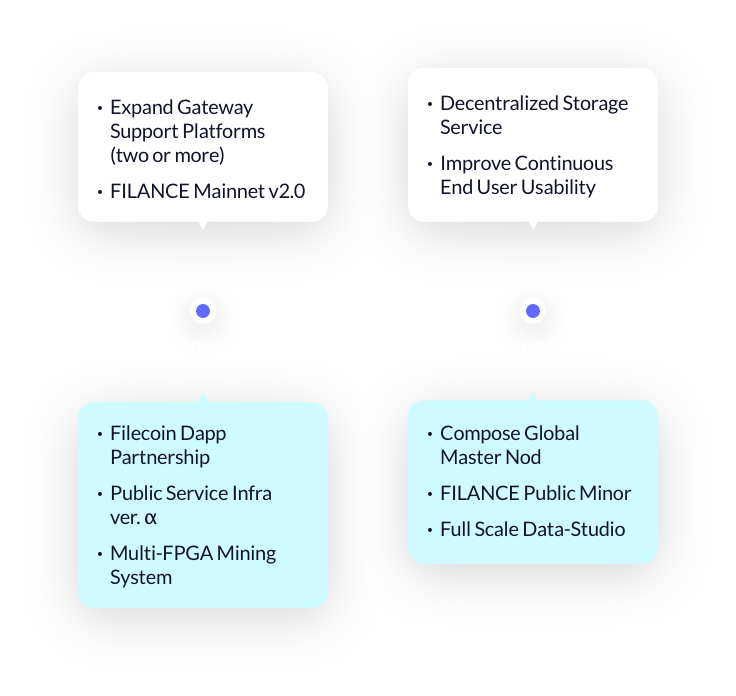 • Expand Gateway
Support Platforms
(two or more)
• FILANCE Mainnet v2.0
• Decentralized Storage
Service
• Improve Continuous
End User Usability
• Filecoin Dapp
Partnership
• Public Service Infra
ver. α
• Multi-FPGA Mining
System
• Compose Global
Master Nod
• FILANCE Public Minor
• Full Scale Data-Studio